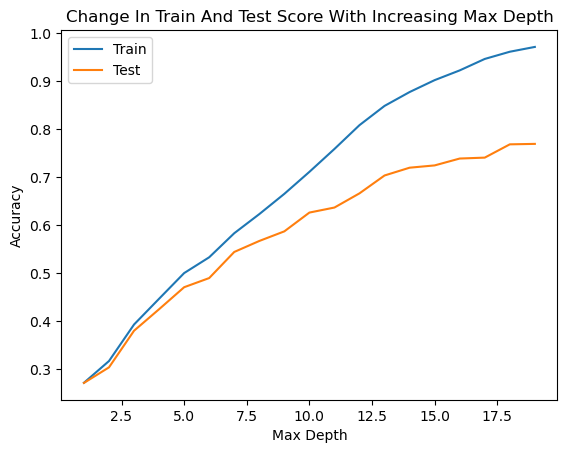 Change In Train And Test Score With Increasing Max Depth
1.0
Train
Test
0.9
0.8
0.7
0.6
0.5
0.4
0.3
Accuracy
2.5 5.0 7.5 10.0 12.5 15.0 17.5
Max Depth